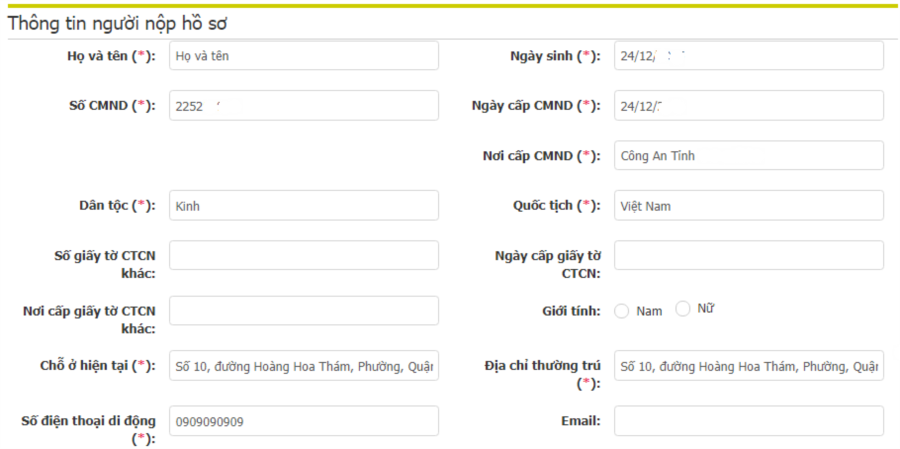 Thông tin người nộp hồ sơ
Họ và tên (*): Họ và tên Ngày sinh (*): 24/12/
Số CMND (*): 2252 Ngày cấp CMND (*): 24/12/
Nơi cấp CMND (*): Công An Tỉnh
Dân tộc (*): Kinh Quốc tịch (*): Việt Nam
Số giấy tờ CTCN
khác:
Ngày cấp giấy tờ
CTCN:
Nơi cấp giấy tờ CTCN
khác:
Giới tính: Nam Nữ
Chỗ ở hiện tại (*): Số 10, đường Hoàng Hoa Thám, Phường, Quận
Địa chỉ thường trú
(*):
Số 10, đường Hoàng Hoa Thám, Phường, Quận
Số điện thoại di động
(*):
0909090909
Email: